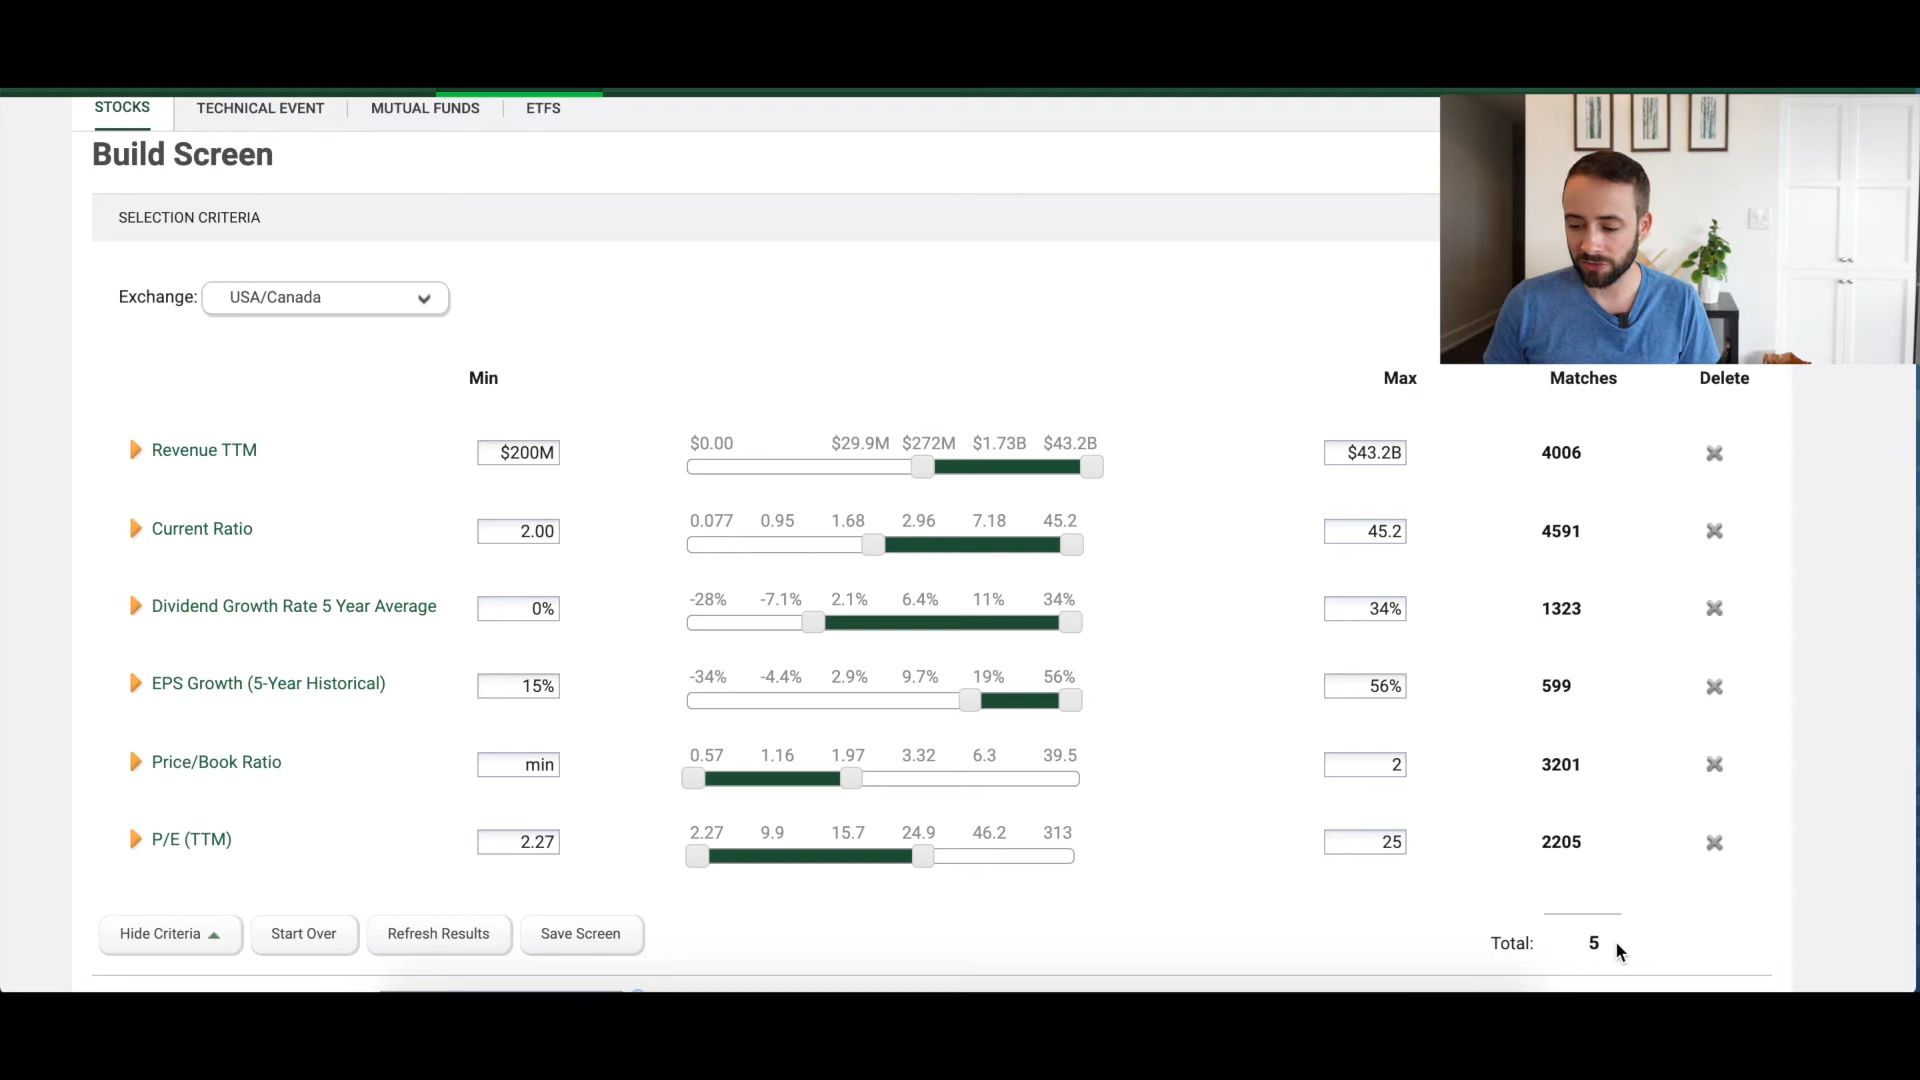 STOCKS TECHNICAL EVENT MUTUAL FUNDS ETFS
Build Screen
SELECTION CRITERIA
Exchange: USA/Canada
Min Max Matches Delete
Revenue TTM $200M $0.00 $29.9M $272M $1.73B $43.2B $43.2B 4006
Current Ratio 2.00 0.077 0.95 1.68 2.96 7.18 45.2 45.2 4591
Dividend Growth Rate 5 Year Average 0% -28% -7.1% 2.1% 6.4% 11% 34% 34% 1323
EPS Growth (5-Year Historical) 15% -34% -4.4% 2.9% 9.7% 19% 56% 56% 599
Price/Book Ratio min 0.57 1.16 1.97 3.32 6.3 39.5 2 3201
P/E (TTM) 2.27 2.27 9.9 15.7 24.9 46.2 313 25 2205
Hide Criteria Start Over Refresh Results Save Screen Total: 5